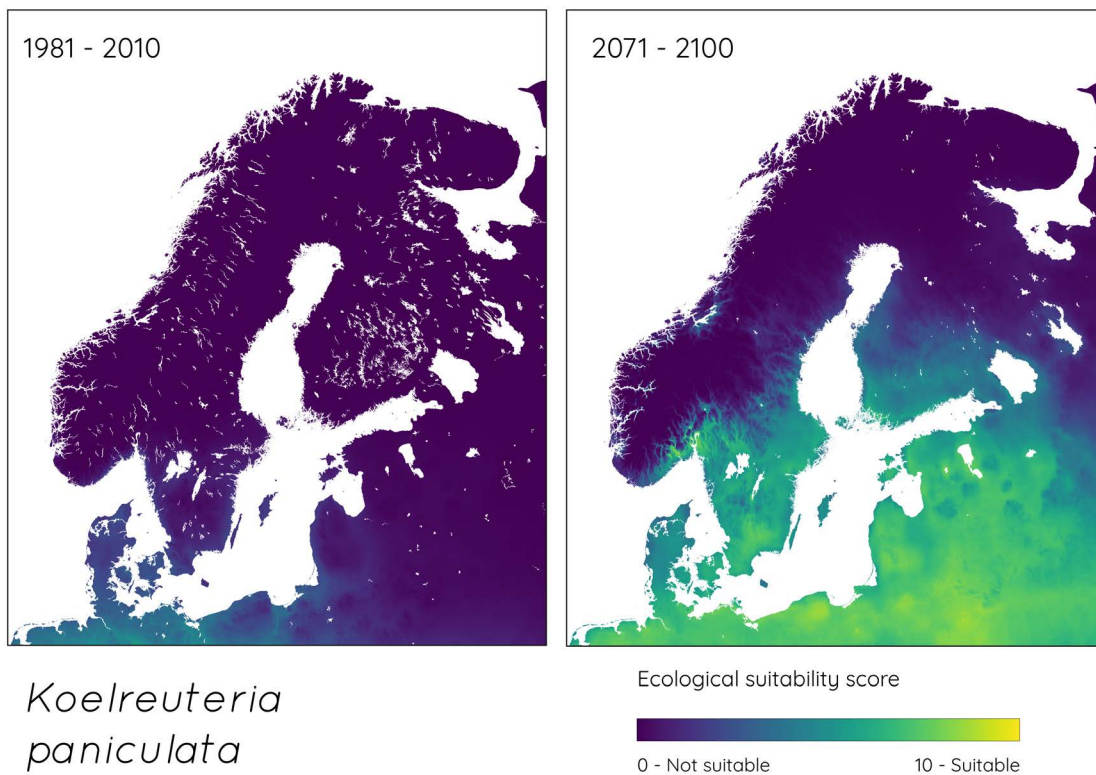 1981 - 2010
2071 - 2100
Koelreuteria
paniculata
Ecological suitability score
0 - Not suitable
10 - Suitable